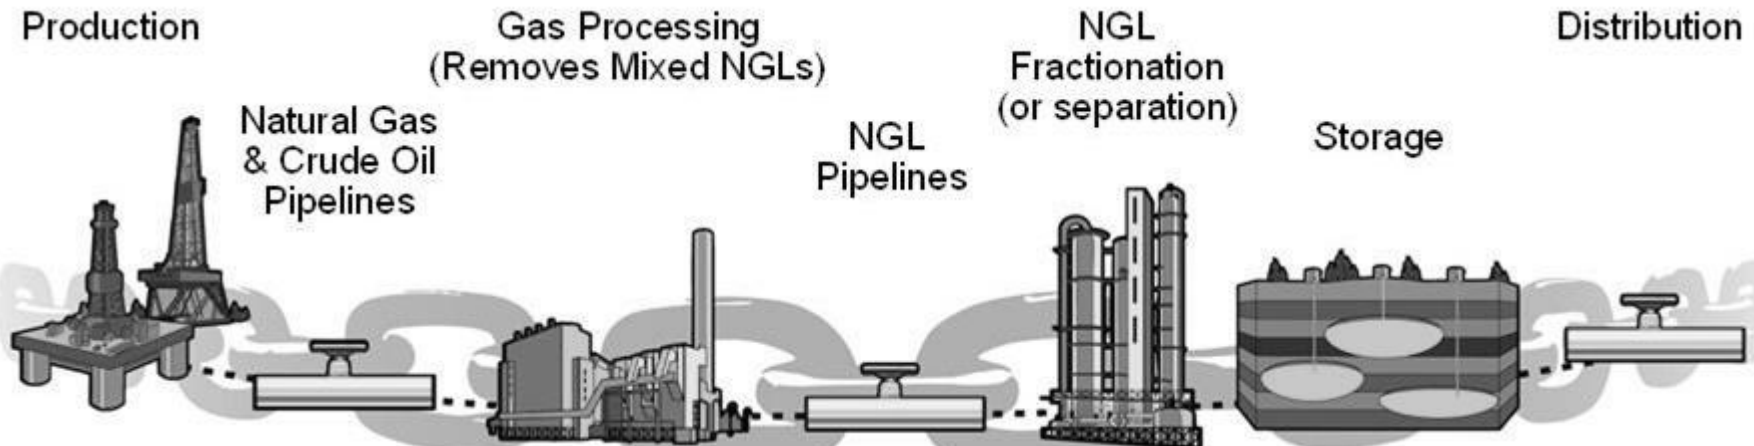 Production
Natural Gas
& Crude Oil
Pipelines
Gas Processing
(Removes Mixed NGLs)
NGL
Pipelines
NGL
Fractionation
(or separation)
Storage
Distribution